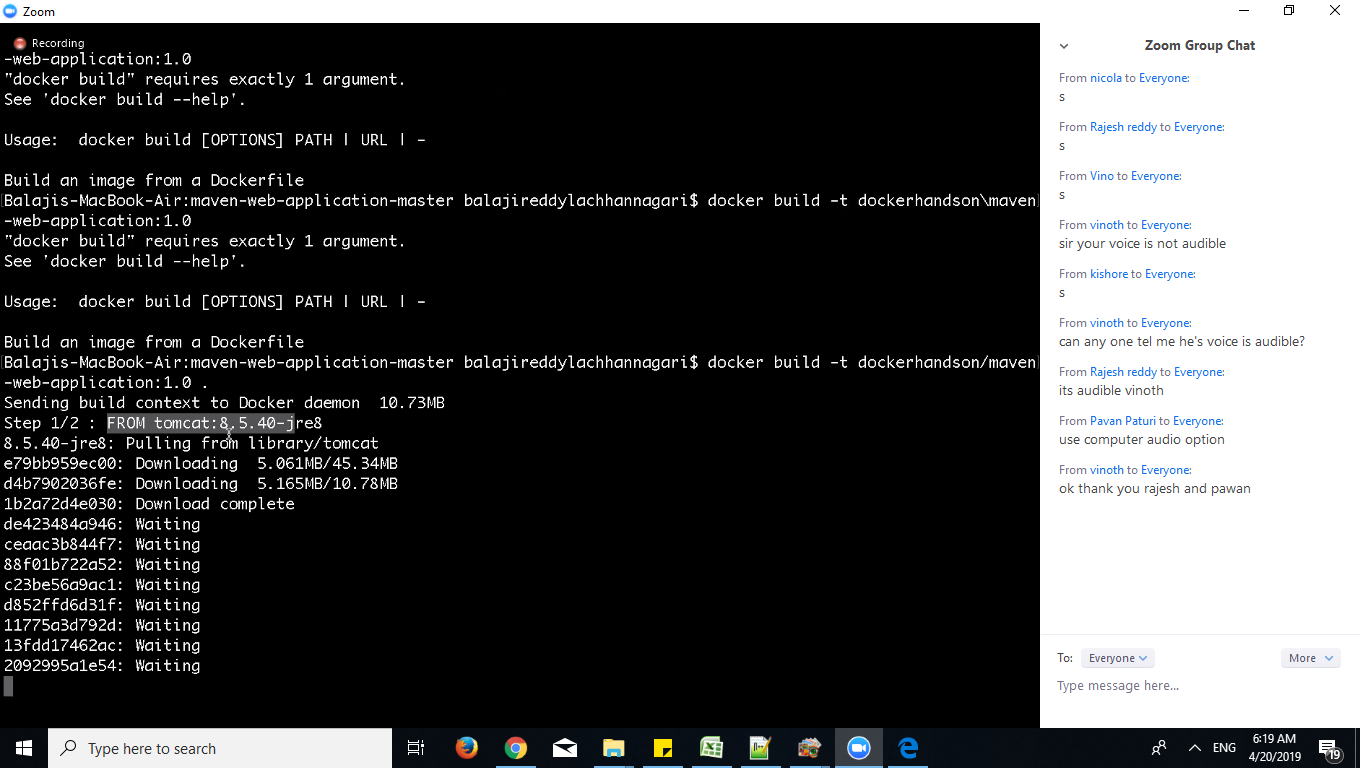 Zoom
Recording
-web-application:1.0
"docker build" requires exactly 1 argument.
See 'docker build --help'.
Usage:  docker build [OPTIONS] PATH | URL | -
Build an image from a Dockerfile
[Balajis-MacBook-Air:maven-web-application-master balajireddylachhannagari$ docker build -t dockerhandson\maven]
-web-application:1.0
"docker build" requires exactly 1 argument.
See 'docker build --help'.
Usage:  docker build [OPTIONS] PATH | URL | -
Build an image from a Dockerfile
[Balajis-MacBook-Air:maven-web-application-master balajireddylachhannagari$ docker build -t dockerhandson/maven]
-web-application:1.0 .
Sending build context to Docker daemon  10.73MB
Step 1/2 : FROM tomcat:8.5.40-jre8
8.5.40-jre8: Pulling from library/tomcat
e79bb959ec00: Downloading  5.061MB/45.34MB
d4b7902036fe: Downloading  5.165MB/10.78MB
1b2a72d4e030: Download complete
de423484a946: Waiting
ceaac3b844f7: Waiting
88f01b722a52: Waiting
c23be56a9ac1: Waiting
d852ffd6d31f: Waiting
11775a3d792d: Waiting
13fdd17462ac: Waiting
2092995a1e54: Waiting
Zoom Group Chat
From nicola to Everyone:
s
From Rajesh reddy to Everyone:
s
From Vino to Everyone:
s
From vinoth to Everyone:
sir your voice is not audible
From kishore to Everyone:
s
From vinoth to Everyone:
can any one tel me he's voice is audible?
From Rajesh reddy to Everyone:
its audible vinoth
From Pavan Paturi to Everyone:
use computer audio option
From vinoth to Everyone:
ok thank you rajesh and pawan
To: Everyone More
Type message here...
Type here to search
ENG
6:19 AM
4/20/2019
19